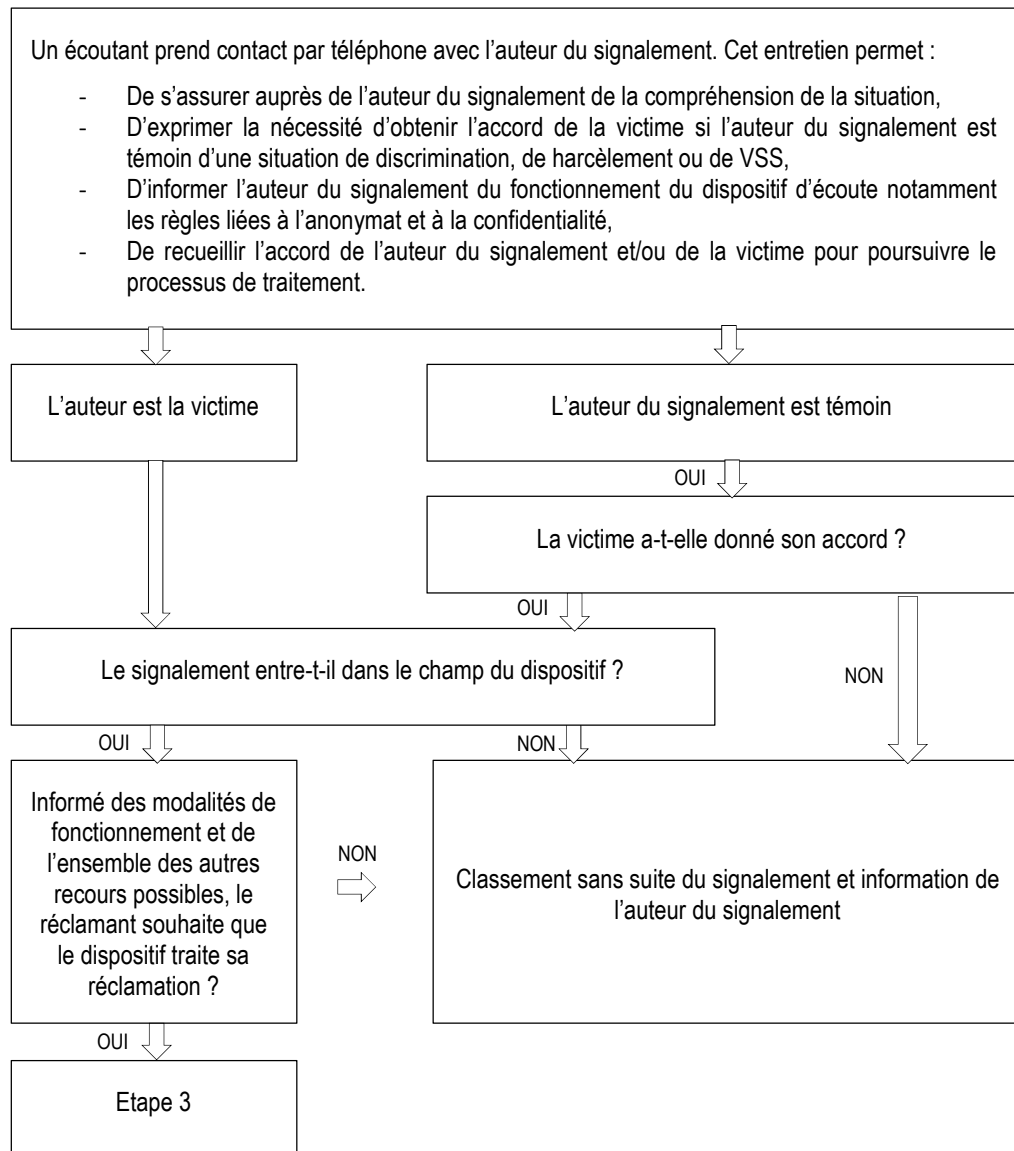 Un écoutant prend contact par téléphone avec l’auteur du signalement. Cet entretien permet :
- De s’assurer auprès de l’auteur du signalement de la compréhension de la situation,
- D’exprimer la nécessité d’obtenir l’accord de la victime si l’auteur du signalement est
témoin d’une situation de discrimination, de harcèlement ou de VSS,
- D’informer l’auteur du signalement du fonctionnement du dispositif d’écoute notamment
les règles liées à l’anonymat et à la confidentialité,
- De recueillir l’accord de l’auteur du signalement et/ou de la victime pour poursuivre le
processus de traitement.
L’auteur est la victime
L’auteur du signalement est témoin
OUI
La victime a-t-elle donné son accord ?
OUI
NON
Le signalement entre-t-il dans le champ du dispositif ?
OUI
NON
Informé des modalités de
fonctionnement et de
l’ensemble des autres
recours possibles, le
réclamant souhaite que
le dispositif traite sa
réclamation ?
NON
Classement sans suite du signalement et information de
l’auteur du signalement
OUI
Etape 3